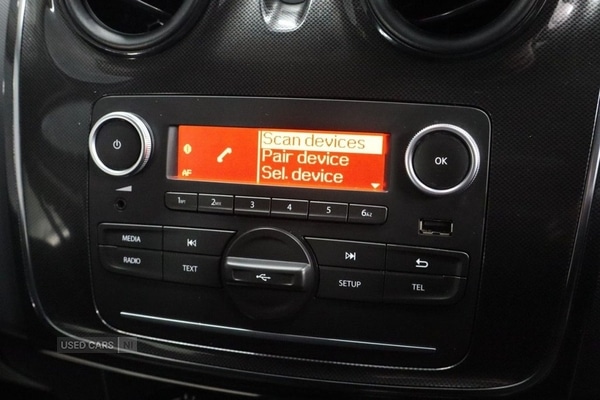 Scan devices
Pair device
AF Sel. device
OK
1 2 3 4 5 6
MEDIA
RADIO TEXT SETUP TEL
USED CARS NI